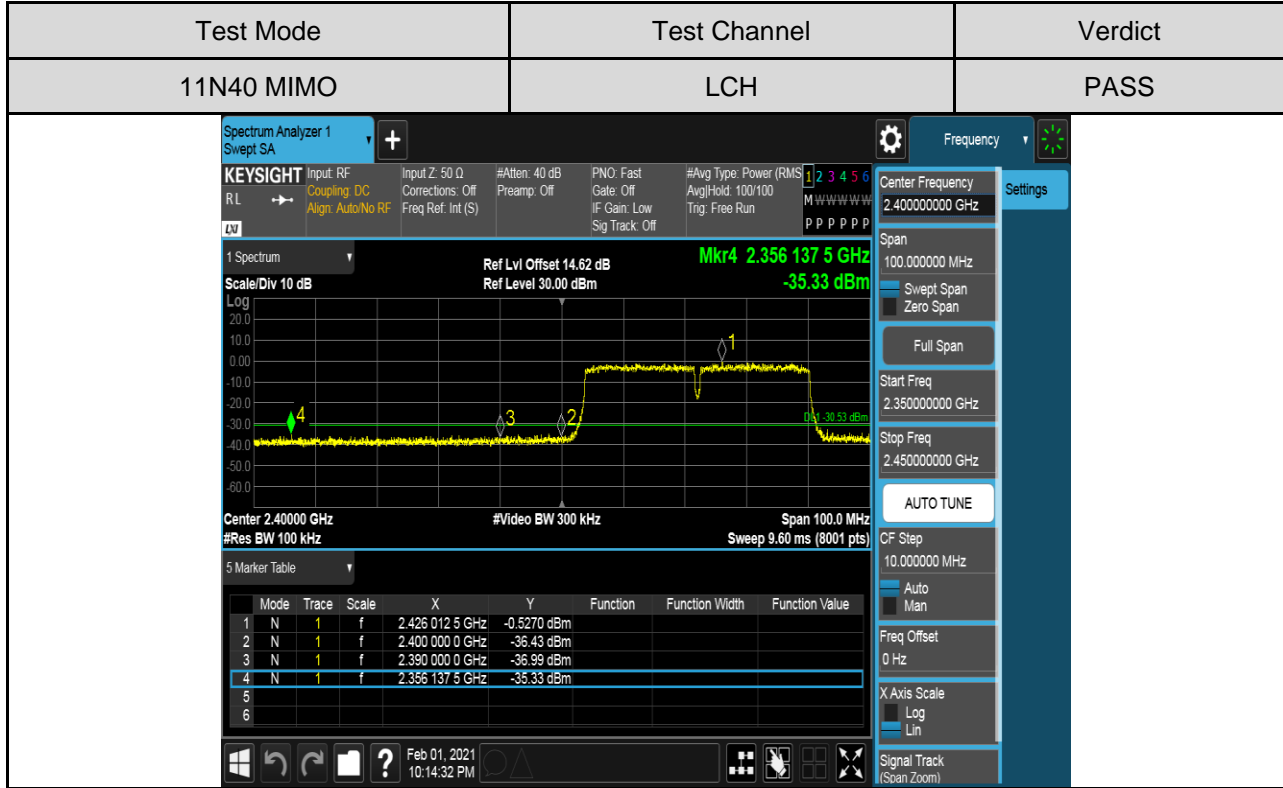 Test Mode Test Channel Verdict
11N40 MIMO LCH PASS
Spectrum Analyzer 1
Swept SA
+
Frequency
KEYSIGHT Input: RF Input Z: 50 Ω #Atten: 40 dB PNO: Fast #Avg Type: Power (RMS 1 2 3 4 5 6
RL Coupling: DC Corrections: Off Preamp: Off Gate: Off Avg|Hold: 100/100 M W W W W W
Align: Auto/No RF Freq Ref: Int (S) IF Gain: Low Trig: Free Run
LXI Sig Track: Off P P P P P P
1 Spectrum Ref Lvl Offset 14.62 dB Mkr4 2.356 137 5 GHz
Scale/Div 10 dB Ref Level 30.00 dBm -35.33 dBm
Log
20.0
10.0
0.00
-10.0
-20.0
-30.0
-40.0
-50.0
-60.0
1
4
3
2
DL1 -30.53 dBm
Center 2.40000 GHz #Video BW 300 kHz Span 100.0 MHz
#Res BW 100 kHz Sweep 9.60 ms (8001 pts)
5 Marker Table
Mode Trace Scale X Y Function Function Width Function Value
1 N 1 f 2.426 012 5 GHz -0.5270 dBm
2 N 1 f 2.400 000 0 GHz -36.43 dBm
3 N 1 f 2.390 000 0 GHz -36.99 dBm
4 N 1 f 2.356 137 5 GHz -35.33 dBm
5
6
?
Feb 01, 2021
10:14:32 PM
Center Frequency
2.400000000 GHz
Settings
Span
100.000000 MHz
Swept Span
Zero Span
Full Span
Start Freq
2.350000000 GHz
Stop Freq
2.450000000 GHz
AUTO TUNE
CF Step
10.000000 MHz
Auto
Man
Freq Offset
0 Hz
X Axis Scale
Log
Lin
Signal Track
(Span Zoom)